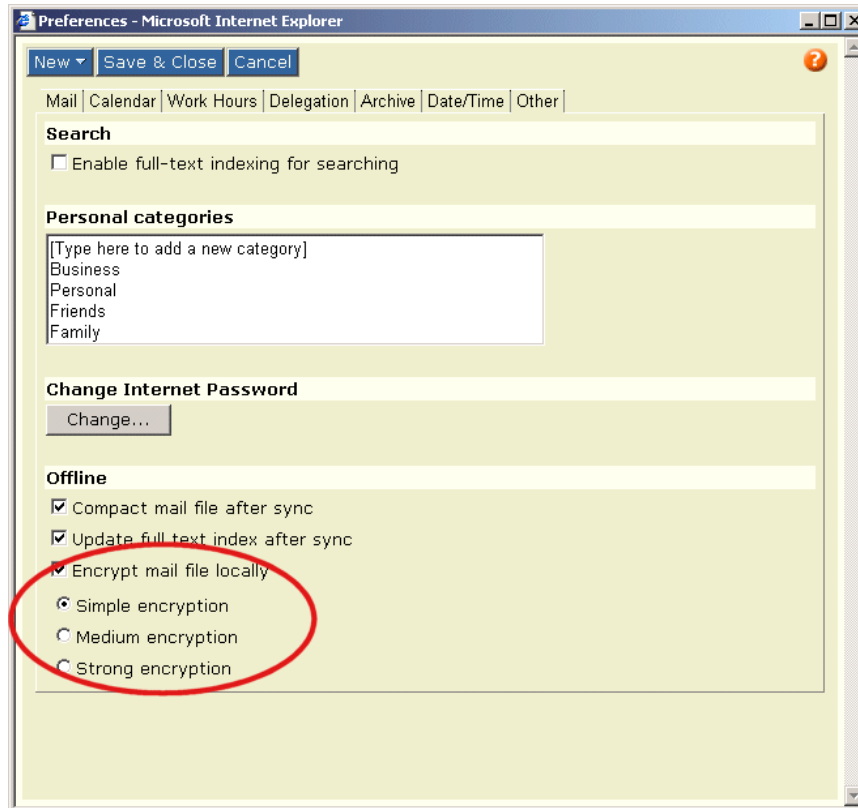 Preferences - Microsoft Internet Explorer
New Save & Close Cancel
Mail Calendar Work Hours Delegation Archive Date/Time Other
Search
Enable full-text indexing for searching
Personal categories
[Type here to add a new category]
Business
Personal
Friends
Family
Change Internet Password
Change...
Offline
Compact mail file after sync
Update full text index after sync
Encrypt mail file locally
Simple encryption
Medium encryption
Strong encryption